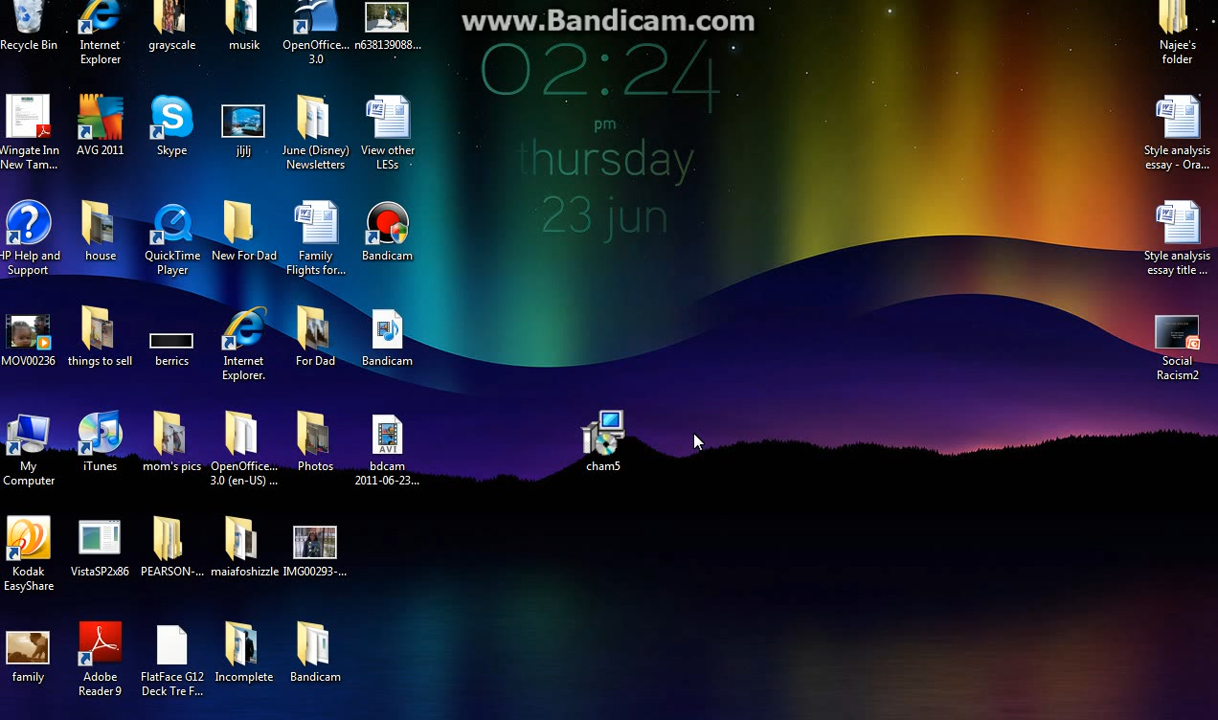 www.Bandicam.com
02:24
pm
thursday
23 jun
Recycle Bin
Internet
Explorer
grayscale
musik
OpenOffice...
3.0
n638139088...
Najee's
folder
Wingate Inn
New Tam...
AVG 2011
Skype
jljlj
June (Disney)
Newsletters
View other
LESs
Style analysis
essay - Ora...
HP Help and
Support
house
QuickTime
Player
New For Dad
Family
Flights for...
Bandicam
Style analysis
essay title ...
MOV00236
things to sell
berrics
Internet
Explorer.
For Dad
Bandicam
Social
Racism2
My
Computer
iTunes
mom's pics
OpenOffice...
3.0 (en-US) ...
Photos
AVI
bdcam
2011-06-23...
cham5
Kodak
EasyShare
VistaSP2x86
PEARSON-...
maiafoshizzle
IMG00293-...
family
Adobe
Reader 9
FlatFace G12
Deck Tre F...
Incomplete
Bandicam